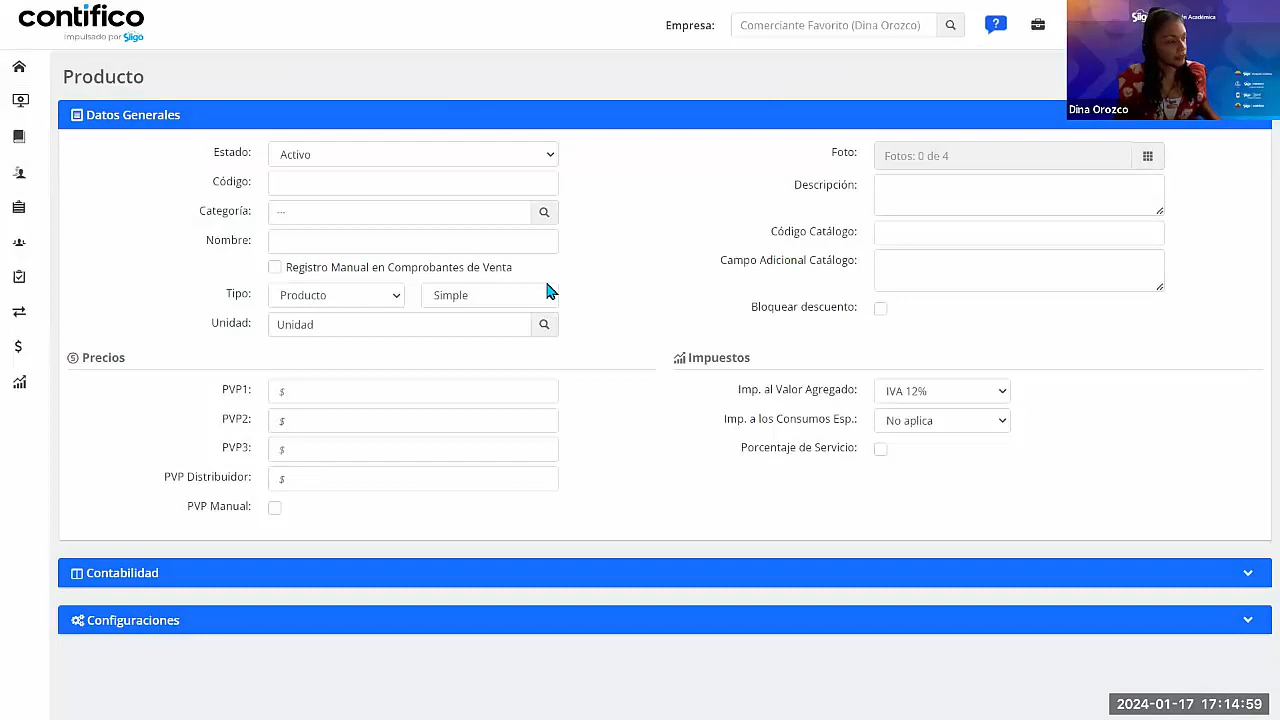 contífico
impulsado por Siigo
Empresa: Comerciante Favorito (Dina Orozco)
Dina Orozco
Producto
Datos Generales
Estado: Activo
Código:
Categoría: ---
Nombre:
Registro Manual en Comprobantes de Venta
Tipo: Producto Simple
Unidad: Unidad
Foto: Fotos: 0 de 4
Descripción:
Código Catálogo:
Campo Adicional Catálogo:
Bloquear descuento:
Precios
PVP1: $
PVP2: $
PVP3: $
PVP Distribuidor: $
PVP Manual:
Impuestos
Imp. al Valor Agregado: IVA 12%
Imp. a los Consumos Esp.: No aplica
Porcentaje de Servicio:
Contabilidad
Configuraciones
2024-01-17 17:14:59